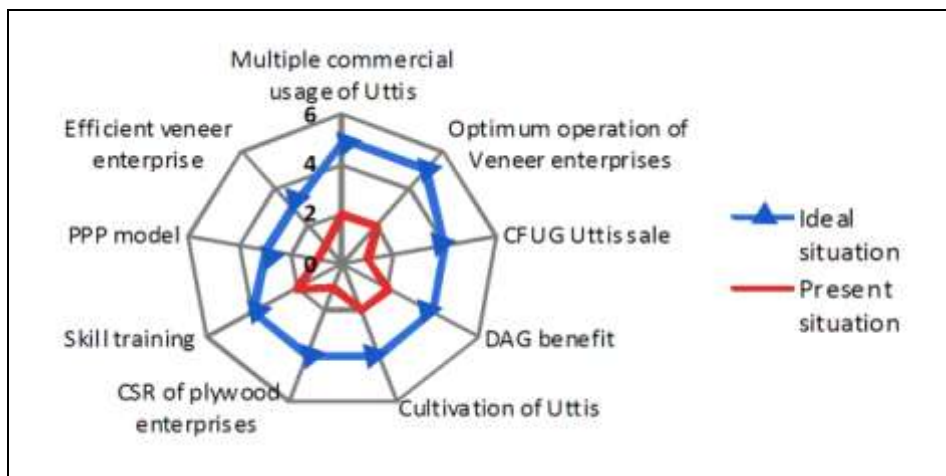 Multiple commercial
usage of Uttis
Optimum operation of
Veneer enterprises
CFUG Uttis sale
DAG benefit
Cultivation of Uttis
CSR of plywood
enterprises
Skill training
PPP model
Efficient veneer
enterprise
6
4
2
0
Ideal
situation
Present
situation